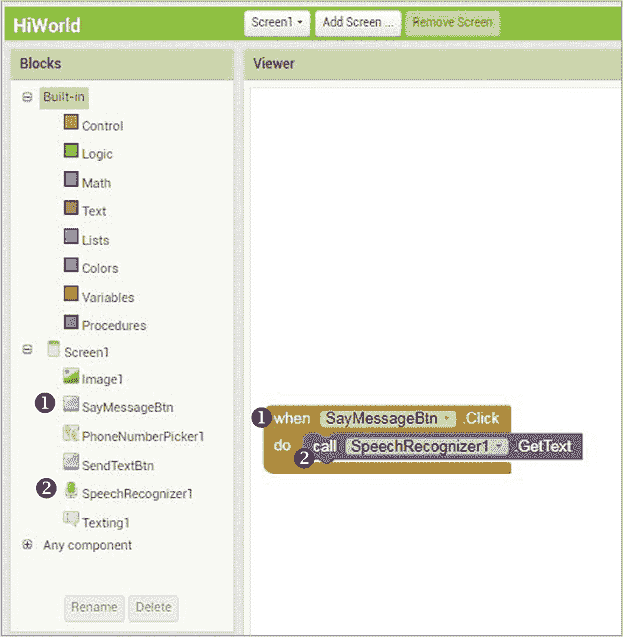 HiWorld
Screen1 Add Screen ... Remove Screen
Blocks
Viewer
Built-in
Control
Logic
Math
Text
Lists
Colors
Variables
Procedures
Screen1
Image1
1 SayMessageBtn
PhoneNumberPicker1
SendTextBtn
2 SpeechRecognizer1
Texting1
Any component
Rename Delete
1 when SayMessageBtn .Click
do call SpeechRecognizer1 .GetText
2